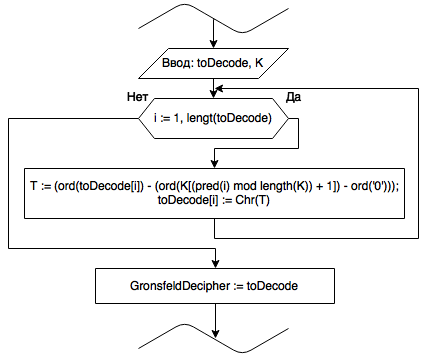 Ввод: toDecode, K
Нет
Да
i := 1, lengt(toDecode)
T := (ord(toDecode[i]) - (ord(K[(pred(i) mod length(K)) + 1]) - ord('0')));
toDecode[i] := Chr(T)
GronsfeldDecipher := toDecode